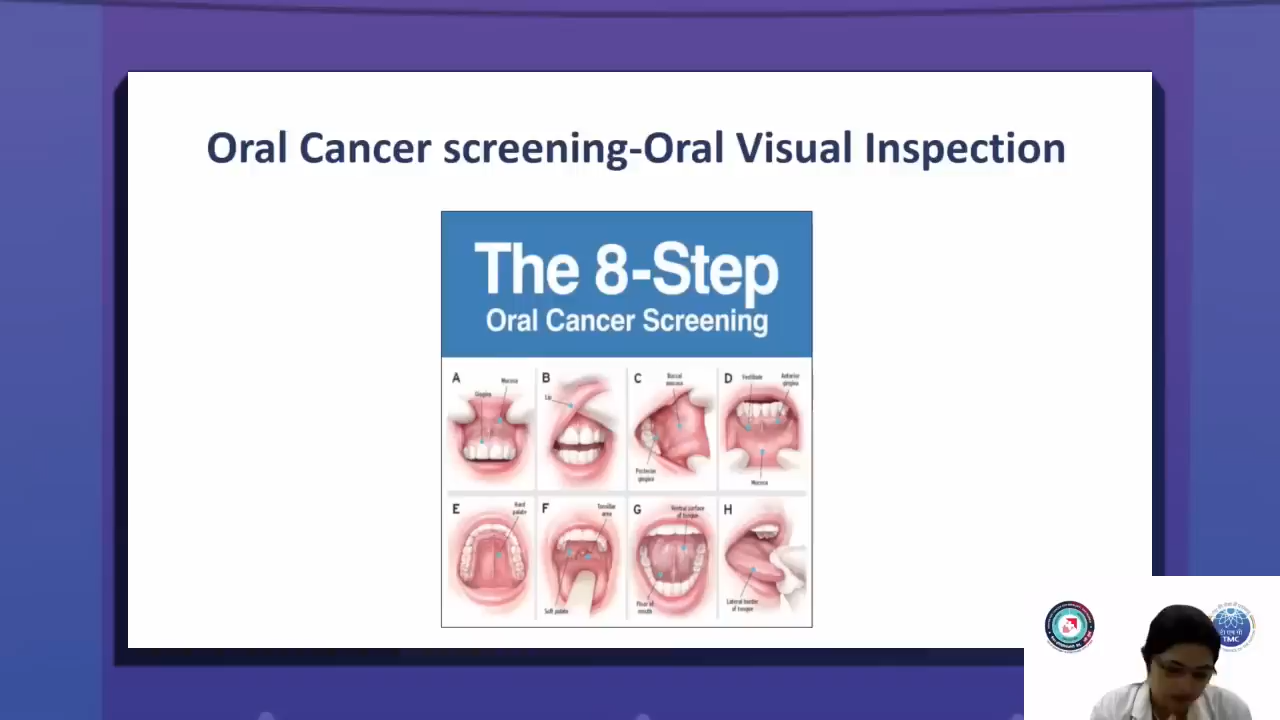 Oral Cancer screening-Oral Visual Inspection
The 8-Step
Oral Cancer Screening
A
Gingiva
Mucosa
B
Lip
C
Buccal
mucosa
Posterior
gingiva
D
Vestibule
Anterior
gingiva
Mucosa
E
Hard
palate
F
Tonsillar
area
Soft palate
G
Ventral surface
of tongue
Floor of
mouth
H
Lateral border
of tongue
TMC